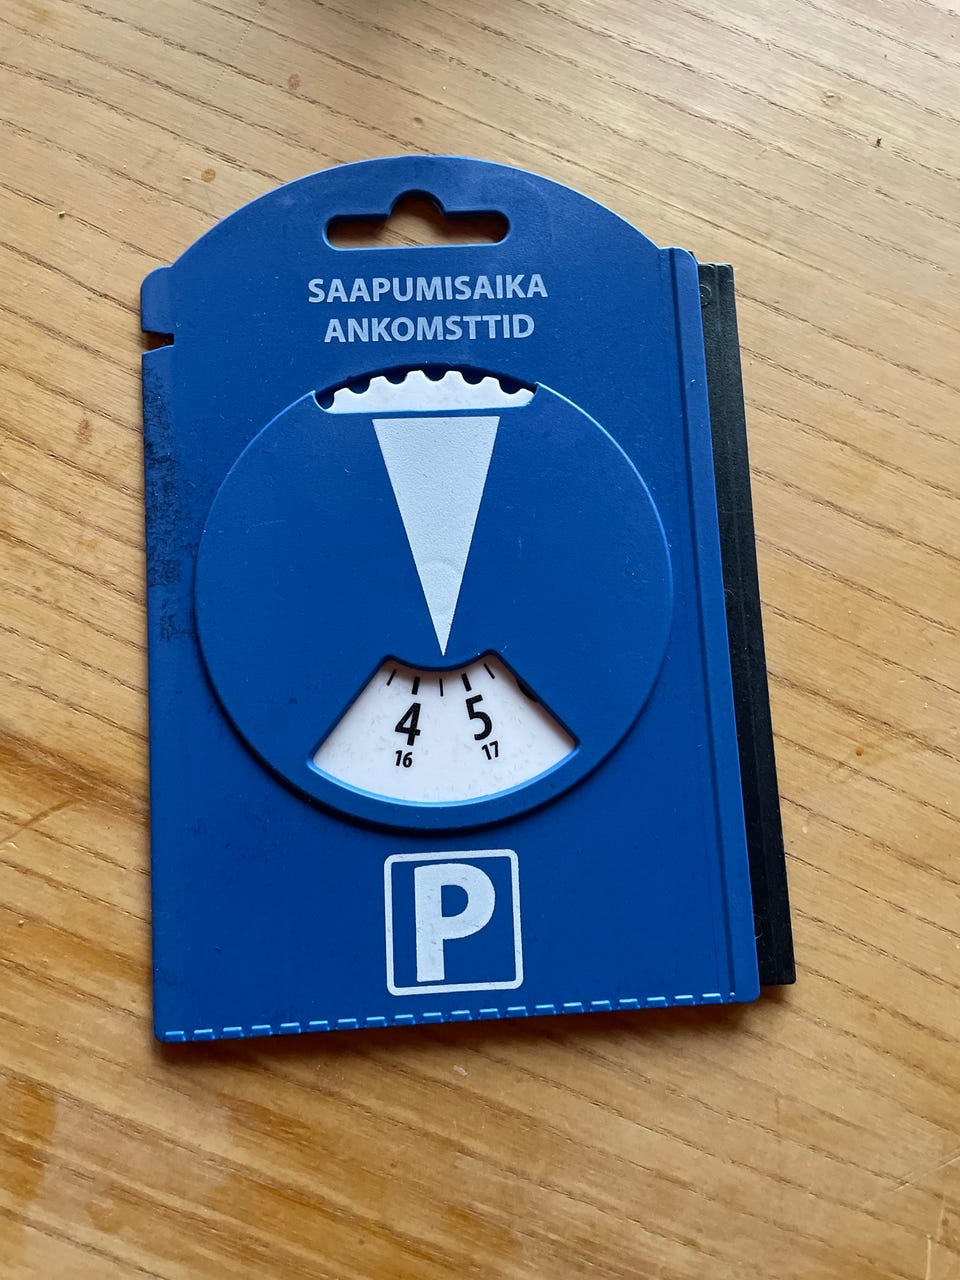 SAAPUMISAIKA
ANKOMSTTID
4 5
16 17
P